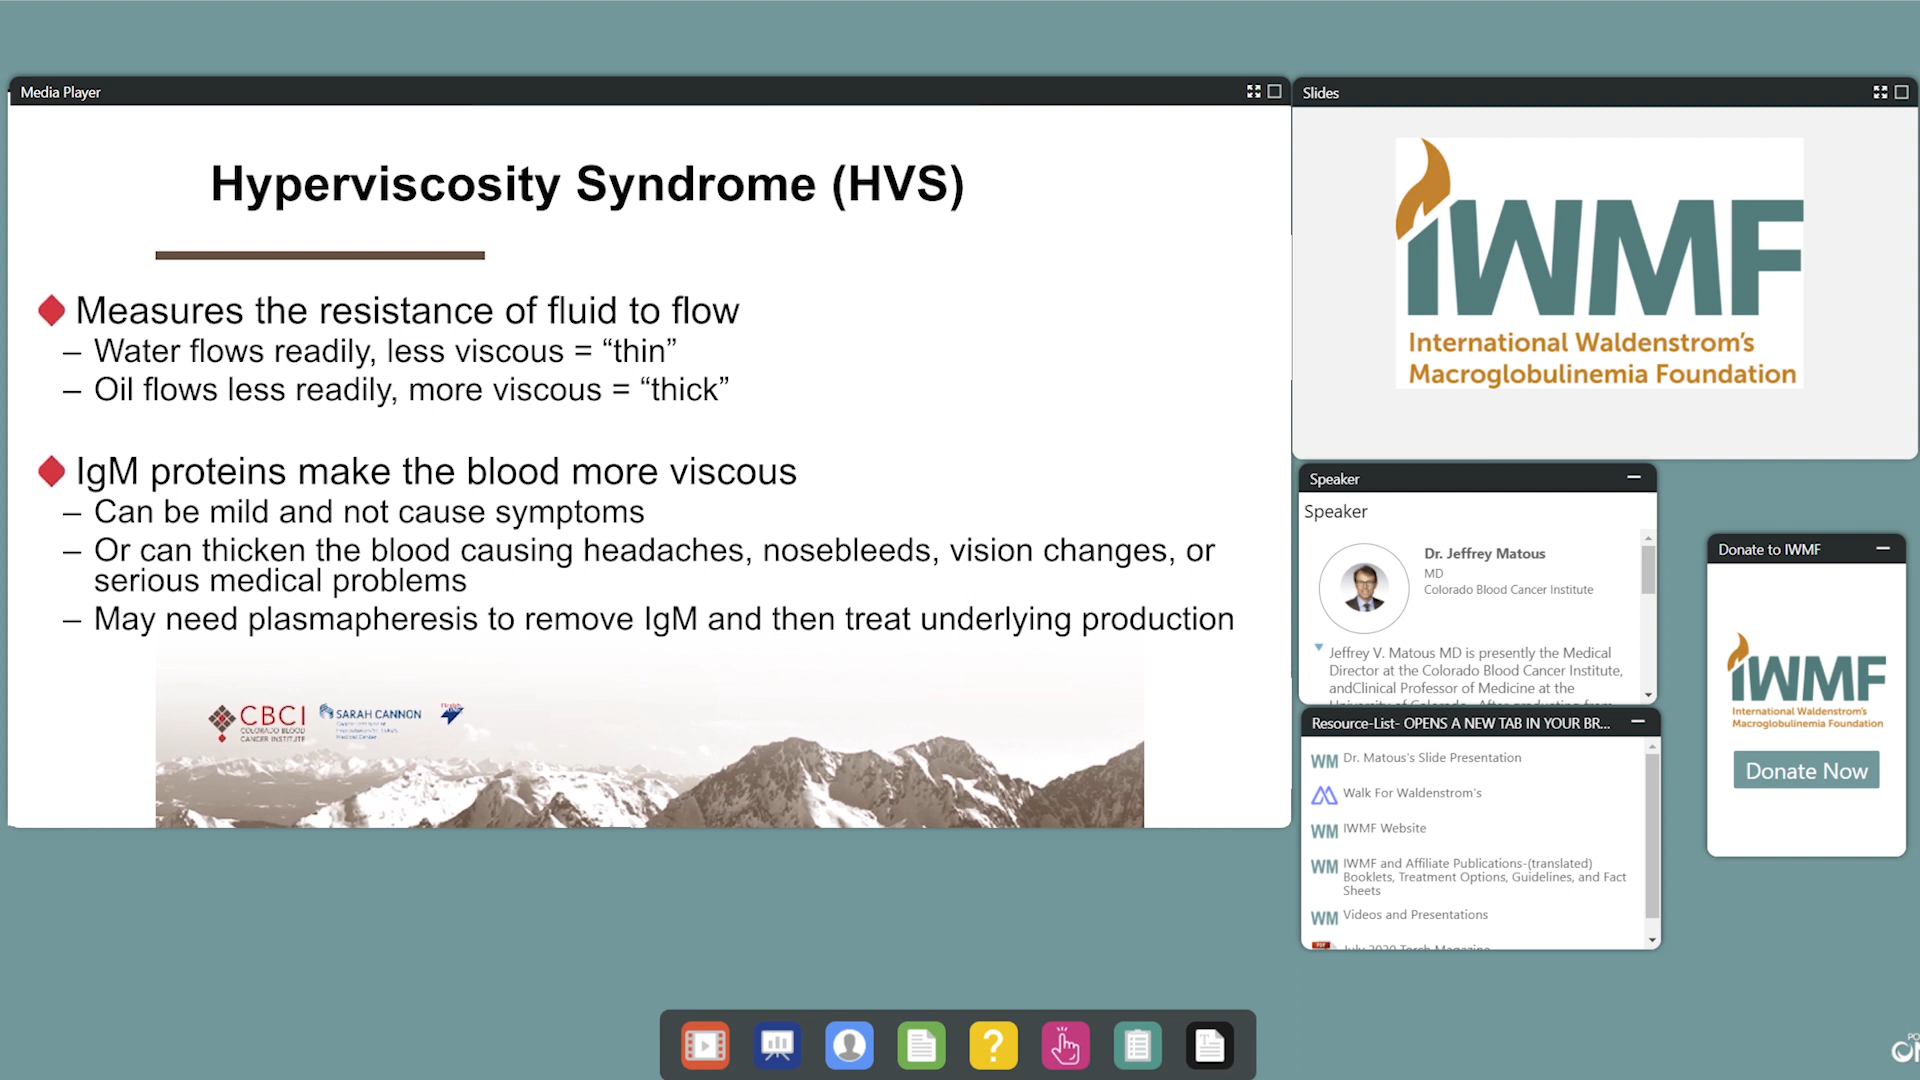 Media Player
Hyperviscosity Syndrome (HVS)
Measures the resistance of fluid to flow
– Water flows readily, less viscous = “thin”
– Oil flows less readily, more viscous = “thick”
IgM proteins make the blood more viscous
– Can be mild and not cause symptoms
– Or can thicken the blood causing headaches, nosebleeds, vision changes, or
serious medical problems
– May need plasmapheresis to remove IgM and then treat underlying production
CBCI
COLORADO BLOOD
CANCER INSTITUTE
SARAH CANNON
Slides
IWMF
International Waldenstrom’s
Macroglobulinemia Foundation
Speaker
Speaker
Dr. Jeffrey Matous
MD
Colorado Blood Cancer Institute
Jeffrey V. Matous MD is presently the Medical
Director at the Colorado Blood Cancer Institute,
andClinical Professor of Medicine at the
Resource-List- OPENS A NEW TAB IN YOUR BR...
WM Dr. Matous's Slide Presentation
Walk For Waldenstrom's
WM IWMF Website
WM IWMF and Affiliate Publications-(translated)
Booklets, Treatment Options, Guidelines, and Fact
Sheets
WM Videos and Presentations
July 2020 Torch Magazine
Donate to IWMF
IWMF
International Waldenstrom’s
Macroglobulinemia Foundation
Donate Now
?
T